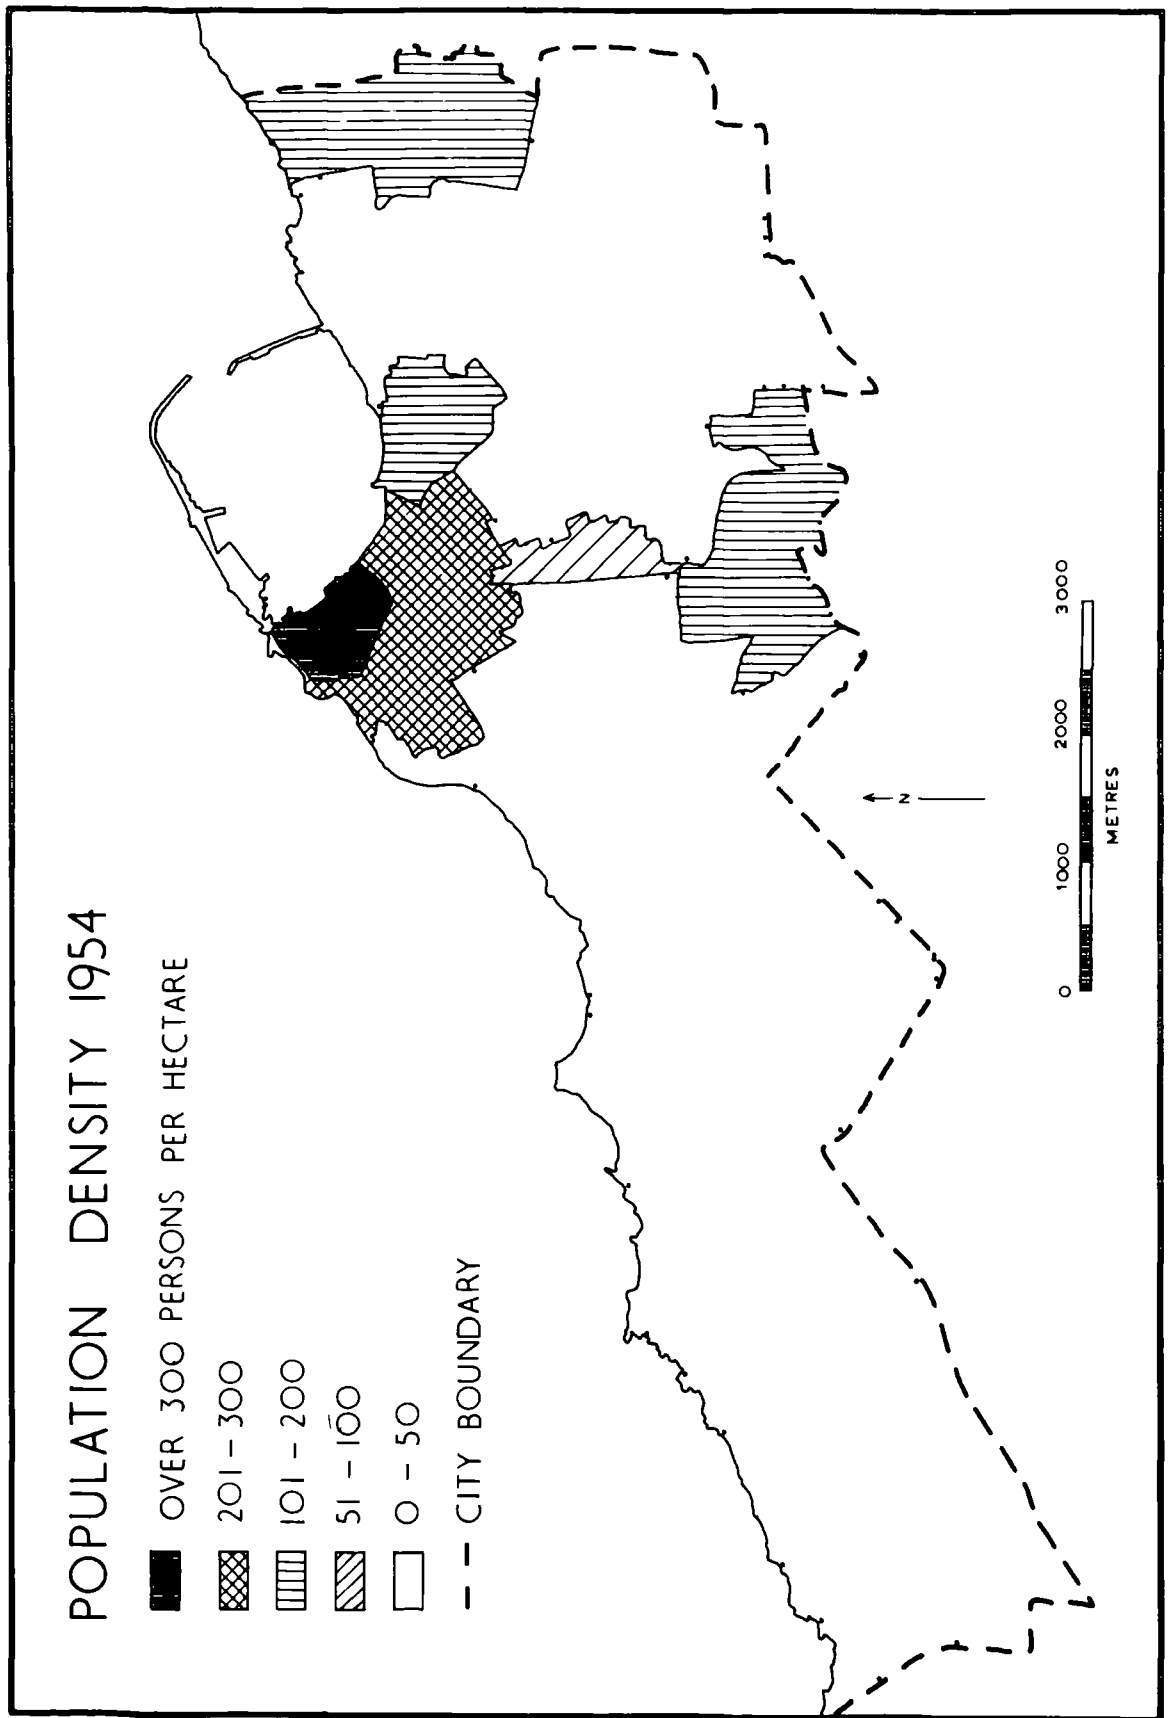 POPULATION DENSITY 1954
OVER 300 PERSONS PER HECTARE
201 – 300
101 – 200
51 – 100
0 – 50
CITY BOUNDARY
N
0 1000 2000 3000
METRES